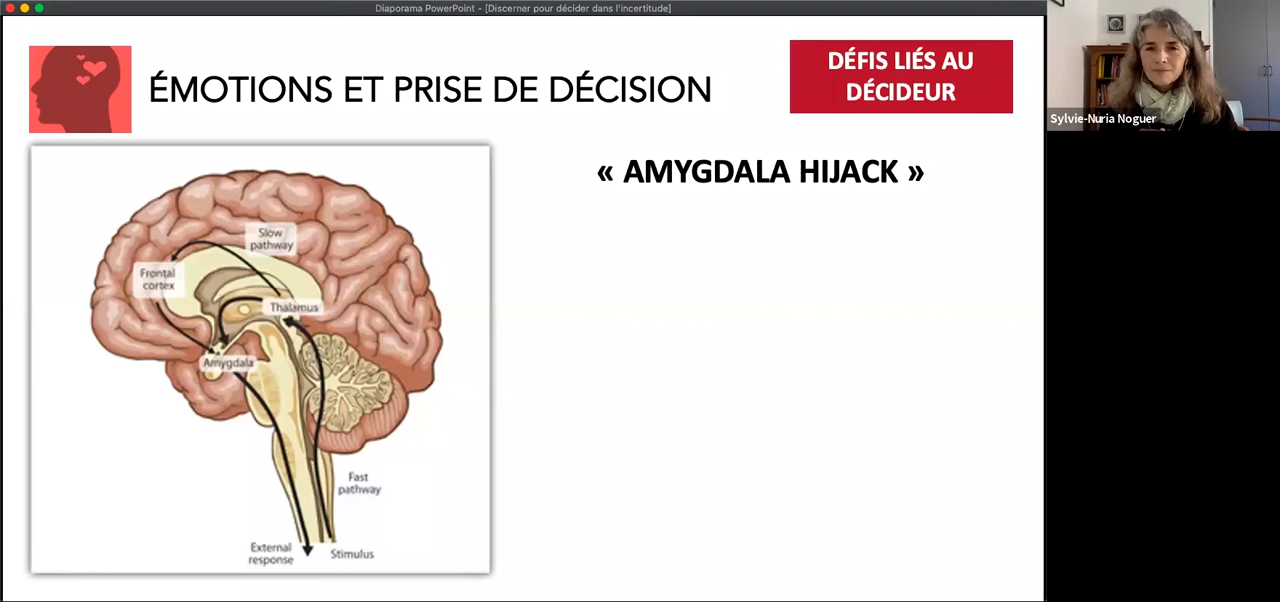 Diaporama PowerPoint - [Discerner pour décider dans l'incertitude]
ÉMOTIONS ET PRISE DE DÉCISION
DÉFIS LIÉS AU
DÉCIDEUR
Sylvie-Nuria Noguer
« AMYGDALA HIJACK »
Slow
pathway
Frontal
cortex
Thalamus
Amygdala
Fast
pathway
External
response
Stimulus